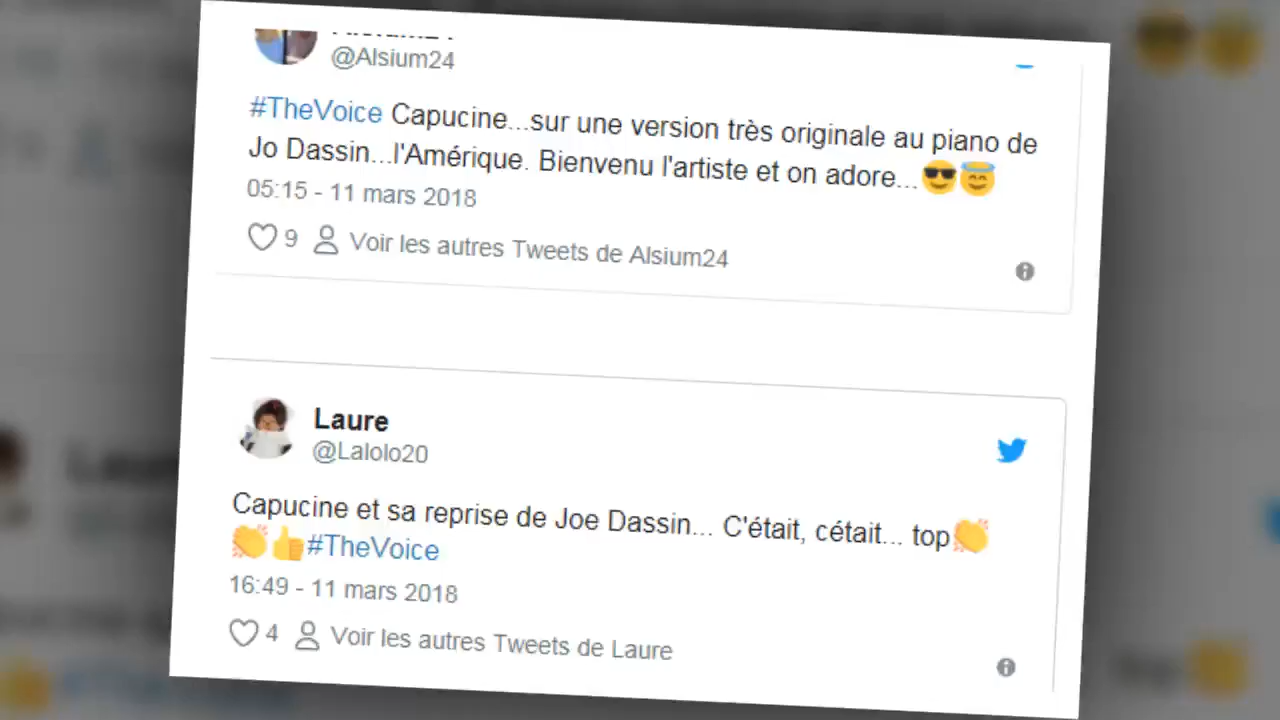 @Alsium24
#TheVoice Capucine...sur une version très originale au piano de
Jo Dassin...l'Amérique. Bienvenu l'artiste et on adore...😎😇
05:15 - 11 mars 2018
9 Voir les autres Tweets de Alsium24
Laure
@Lalolo20
Capucine et sa reprise de Joe Dassin... C'était, cétait... top👏
👏👍#TheVoice
16:49 - 11 mars 2018
4 Voir les autres Tweets de Laure